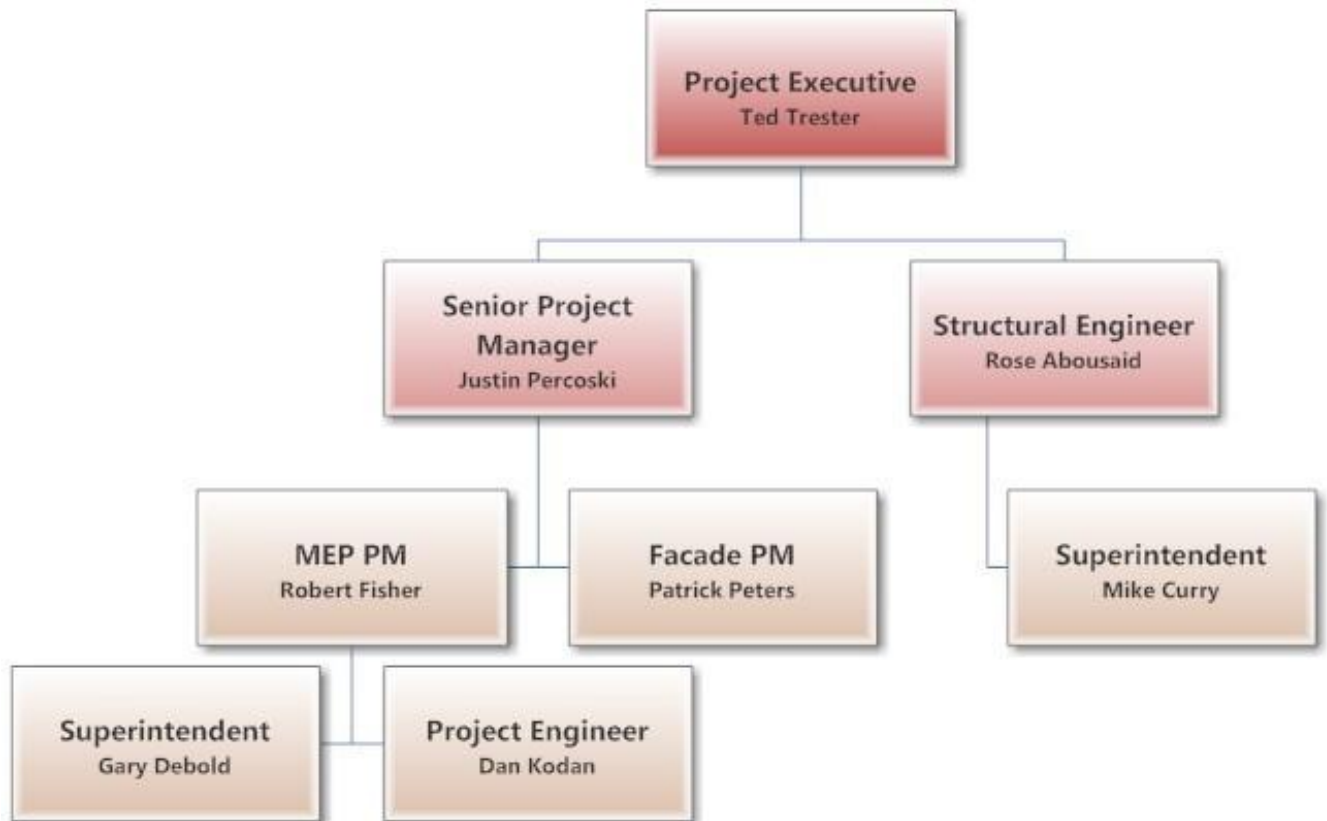 Project Executive
Ted Trester
Senior Project
Manager
Justin Percoski
Structural Engineer
Rose Abousaid
MEP PM
Robert Fisher
Facade PM
Patrick Peters
Superintendent
Mike Curry
Superintendent
Gary Debold
Project Engineer
Dan Kodan